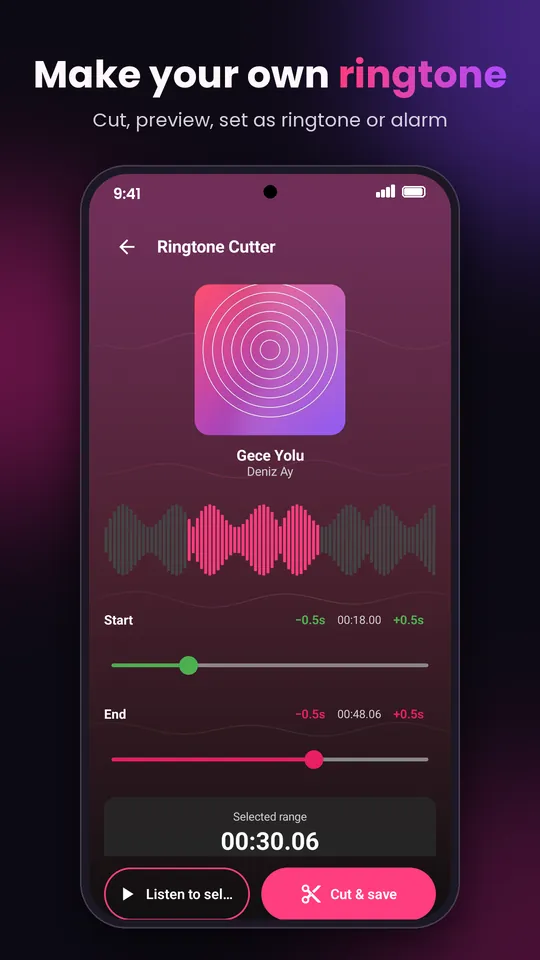 Make your own ringtone
Cut, preview, set as ringtone or alarm
9:41
Ringtone Cutter
Gece Yolu
Deniz Ay
Start −0.5s 00:18.00 +0.5s
End −0.5s 00:48.06 +0.5s
Selected range
00:30.06
Listen to sel... Cut & save